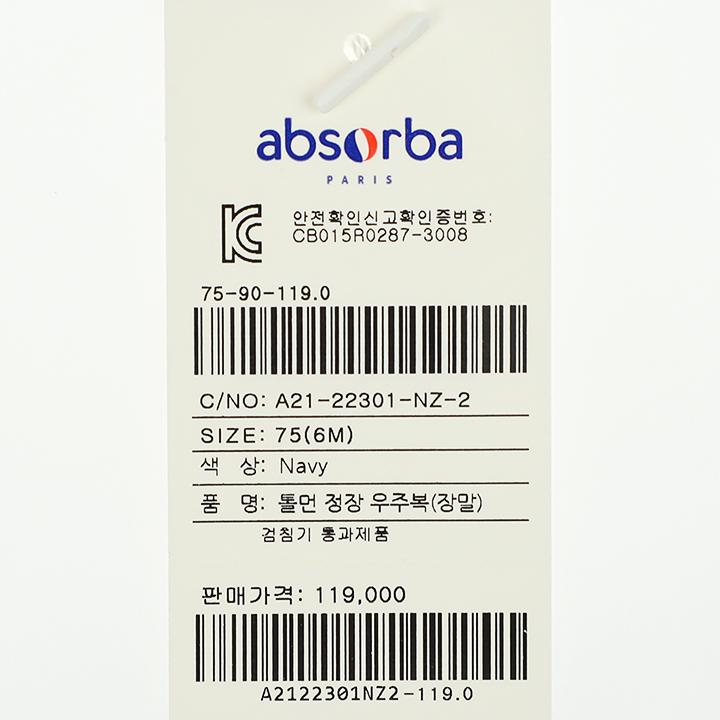 absorba
PARIS
안전확인신고확인증번호:
CB015R0287-3008
75-90-119.0
C/NO: A21-22301-NZ-2
SIZE: 75(6M)
색 상: Navy
품 명: 톨먼 정장 우주복(장말)
검침기 통과제품
판매가격: 119,000
A2122301NZ2-119.0